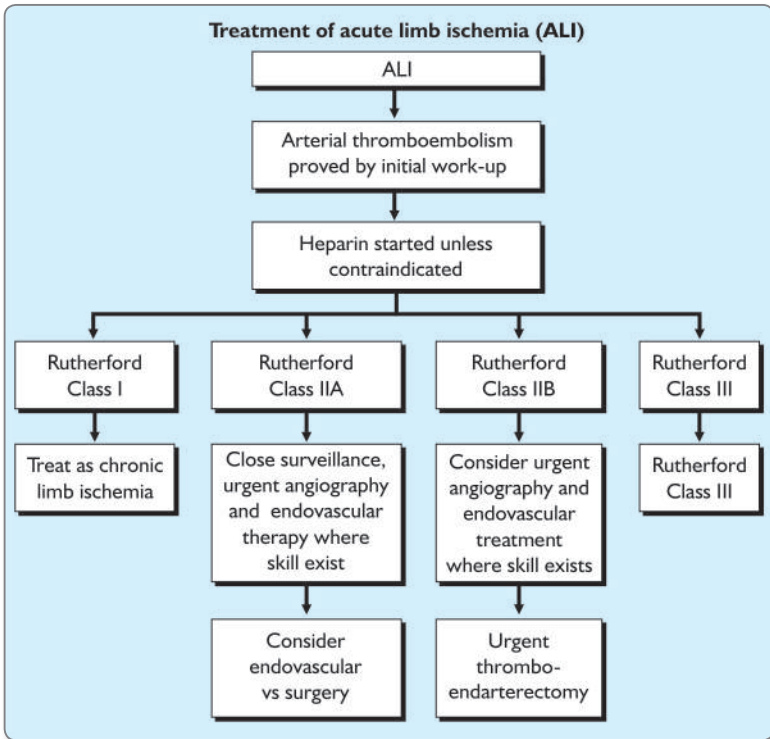 Treatment of acute limb ischemia (ALI)
ALI
Arterial thromboembolism
proved by initial work-up
Heparin started unless
contraindicated
Rutherford
Class I
Rutherford
Class IIA
Rutherford
Class IIB
Rutherford
Class III
Treat as chronic
limb ischemia
Close surveillance,
urgent angiography
and endovascular
therapy where
skill exist
Consider urgent
angiography and
endovascular
treatment
where skill exists
Rutherford
Class III
Consider
endovascular
vs surgery
Urgent
thrombo-
endarterectomy